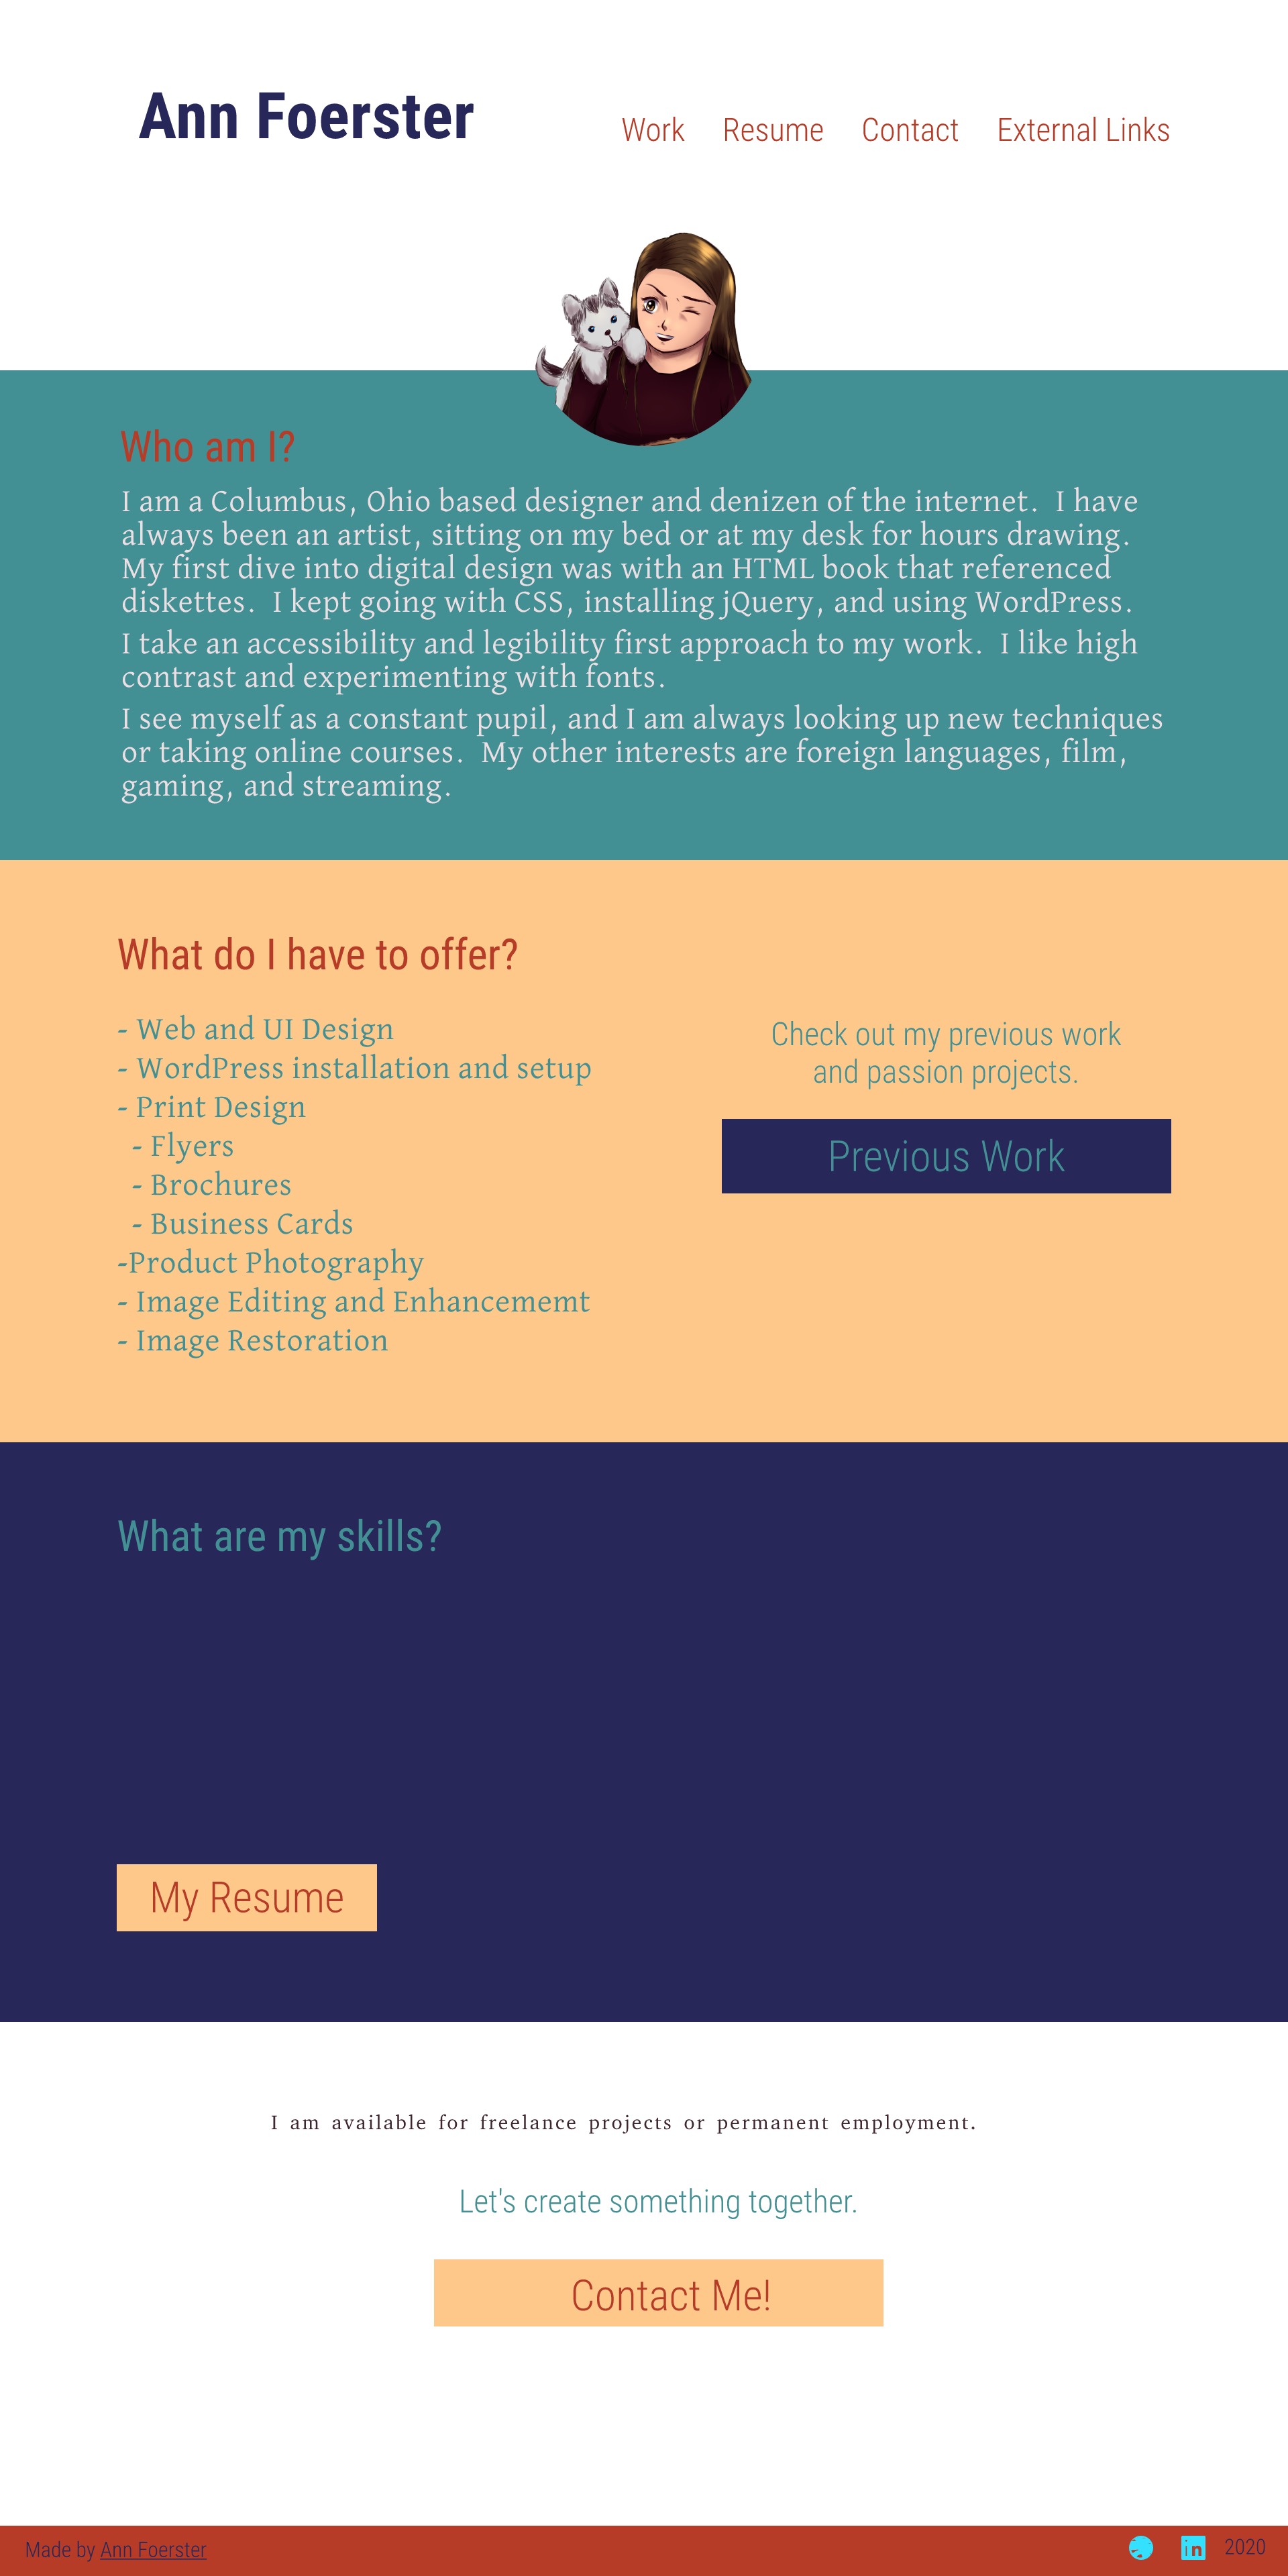 Ann Foerster
Work Resume Contact External Links
Who am I?
I am a Columbus, Ohio based designer and denizen of the internet.  I have
always been an artist, sitting on my bed or at my desk for hours drawing.
My first dive into digital design was with an HTML book that referenced
diskettes.  I kept going with CSS, installing jQuery, and using WordPress.
I take an accessibility and legibility first approach to my work.  I like high
contrast and experimenting with fonts.
I see myself as a constant pupil, and I am always looking up new techniques
or taking online courses.  My other interests are foreign languages, film,
gaming, and streaming.
What do I have to offer?
- Web and UI Design
- WordPress installation and setup
- Print Design
- Flyers
- Brochures
- Business Cards
-Product Photography
- Image Editing and Enhancememt
- Image Restoration
Check out my previous work
and passion projects.
Previous Work
What are my skills?
My Resume
I am available for freelance projects or permanent employment.
Let's create something together.
Contact Me!
Made by Ann Foerster
in 2020